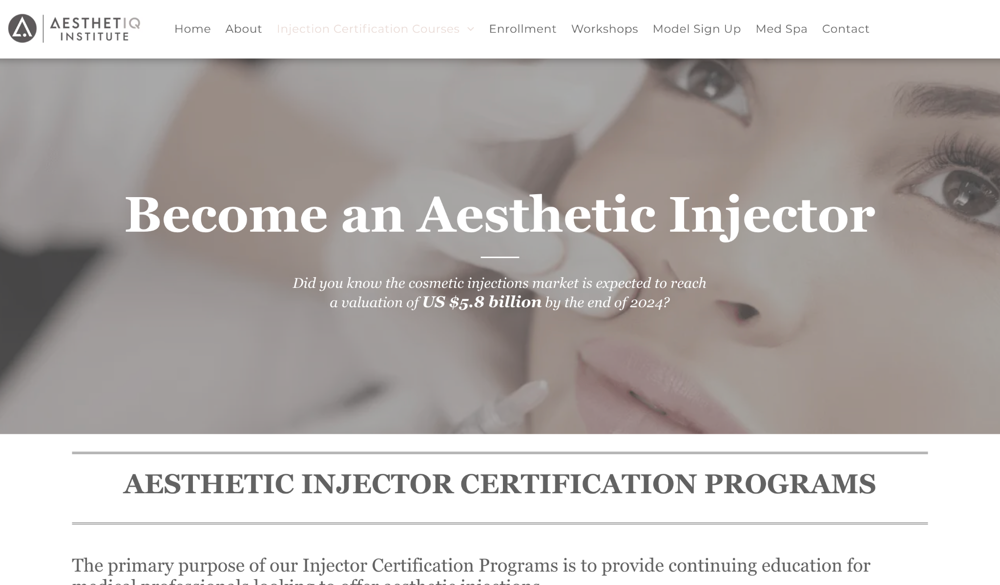 AESTHETIQ
INSTITUTE
Home About Injection Certification Courses Enrollment Workshops Model Sign Up Med Spa Contact
Become an Aesthetic Injector
Did you know the cosmetic injections market is expected to reach
a valuation of US $5.8 billion by the end of 2024?
AESTHETIC INJECTOR CERTIFICATION PROGRAMS
The primary purpose of our Injector Certification Programs is to provide continuing education for
medical professionals looking to offer aesthetic injections.